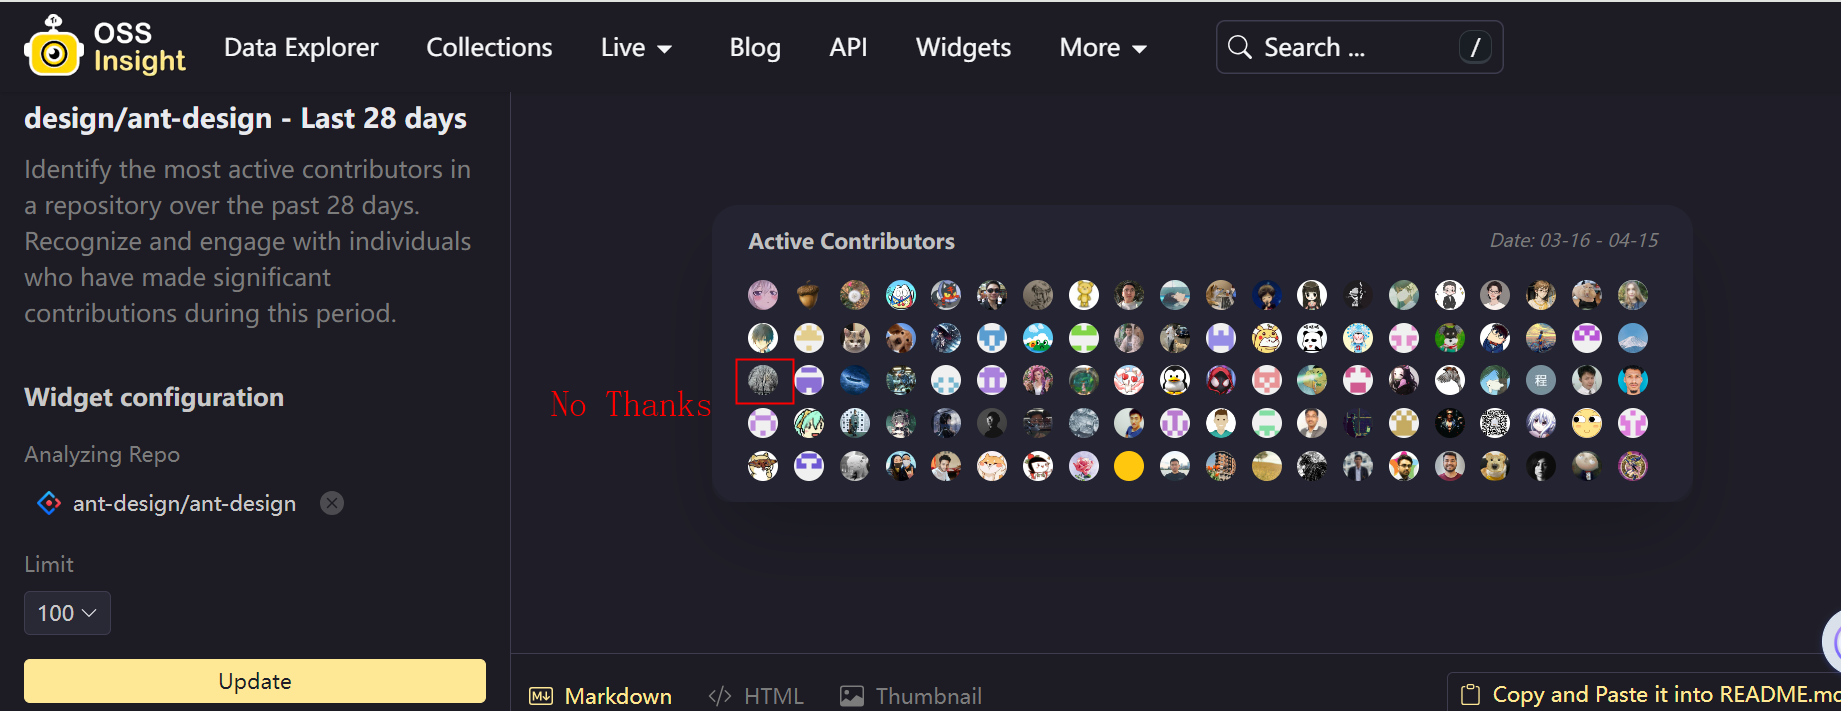 OSS
Insight
Data Explorer
Collections
Live
Blog
API
Widgets
More
Search ...
/
design/ant-design - Last 28 days
Identify the most active contributors in
a repository over the past 28 days.
Recognize and engage with individuals
who have made significant
contributions during this period.
Widget configuration
Analyzing Repo
ant-design/ant-design
Limit
100
Update
Active Contributors
Date: 03-16 - 04-15
程
No Thanks
Markdown
HTML
Thumbnail
Copy and Paste it into README.mc